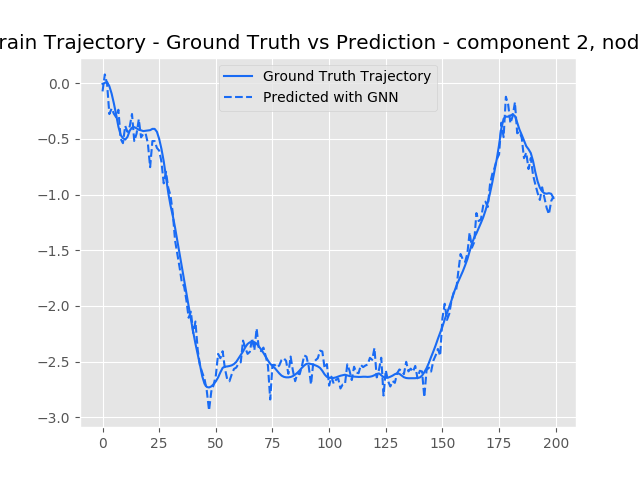 rain Trajectory - Ground Truth vs Prediction - component 2, nod
Ground Truth Trajectory
Predicted with GNN
0.0
−0.5
−1.0
−1.5
−2.0
−2.5
−3.0
0 25 50 75 100 125 150 175 200